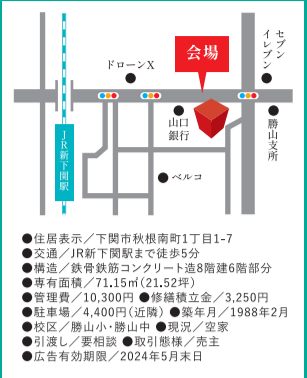 会場
セブン
イレブン
ドローンX
山口
銀行
勝山支所
JR新下関駅
ベルコ
●住居表示／下関市秋根南町1丁目1-7
●交通／JR新下関駅まで徒歩5分
●構造／鉄骨鉄筋コンクリート造8階建6階部分
●専有面積／71.15㎡（21.52坪）
●管理費／10,300円 ●修繕積立金／3,250円
●駐車場／4,400円（近隣） ●築年月／1988年2月
●校区／勝山小・勝山中 ●現況／空家
●引渡し／要相談 ●取引態様／売主
●広告有効期限／2024年5月末日